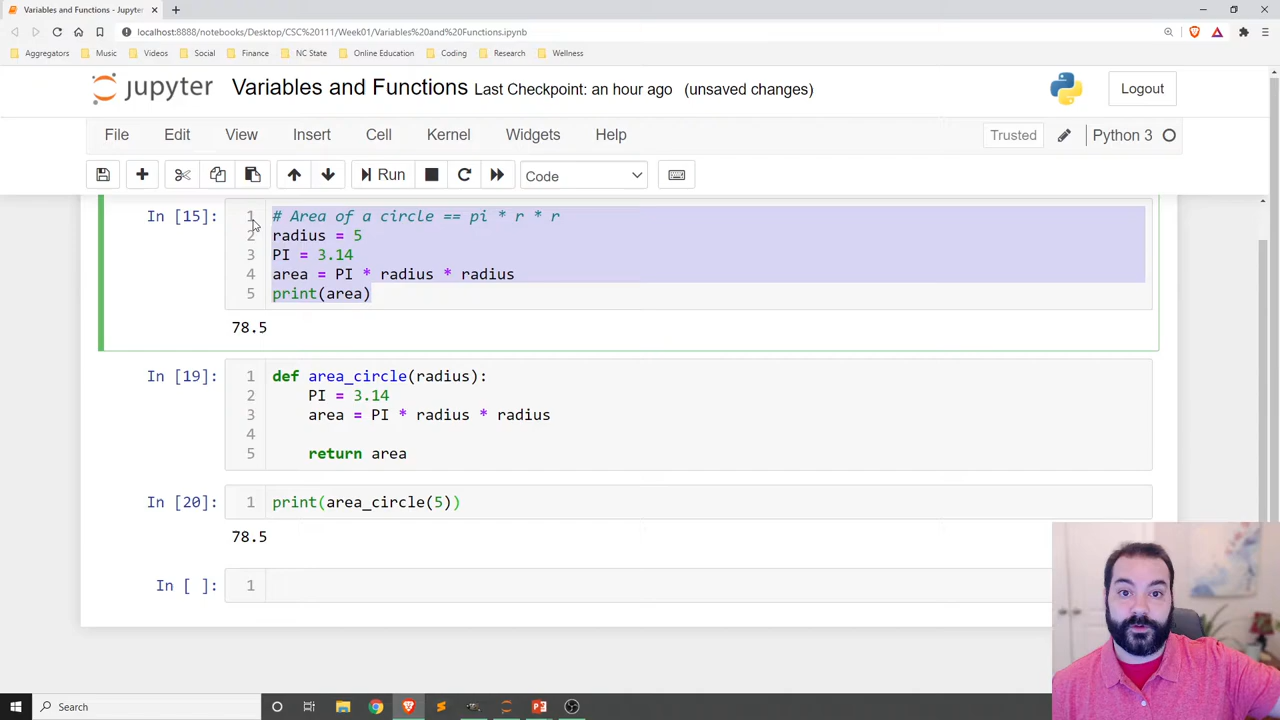 Variables and Functions - Jupyter
localhost:8888/notebooks/Desktop/CSC%20111/Week01/Variables%20and%20Functions.ipynb
Aggregators Music Videos Social Finance NC State Online Education Coding Research Wellness
jupyter Variables and Functions Last Checkpoint: an hour ago (unsaved changes) Logout
File Edit View Insert Cell Kernel Widgets Help Trusted Python 3
Run Code
In [15]: 1 # Area of a circle == pi * r * r
2 radius = 5
3 PI = 3.14
4 area = PI * radius * radius
5 print(area)
78.5
In [19]: 1 def area_circle(radius):
2 PI = 3.14
3 area = PI * radius * radius
4
5 return area
In [20]: 1 print(area_circle(5))
78.5
In [ ]: 1
Search